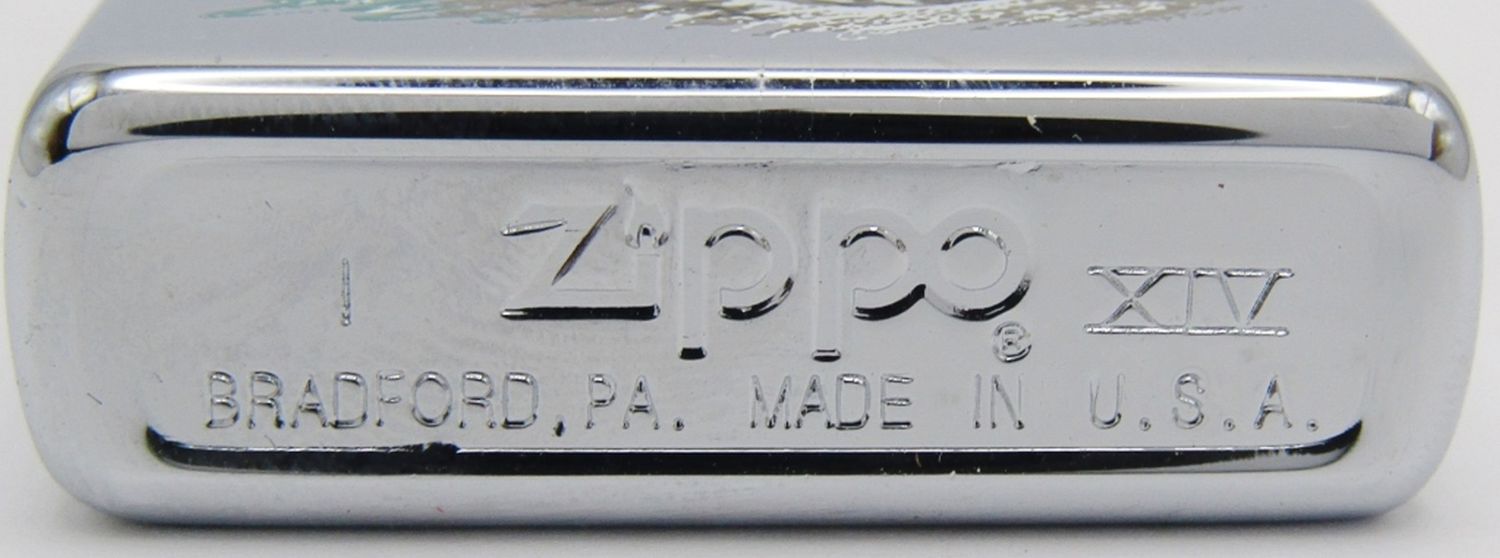 I Zippo ® XIV
BRADFORD, PA. MADE IN U.S.A.